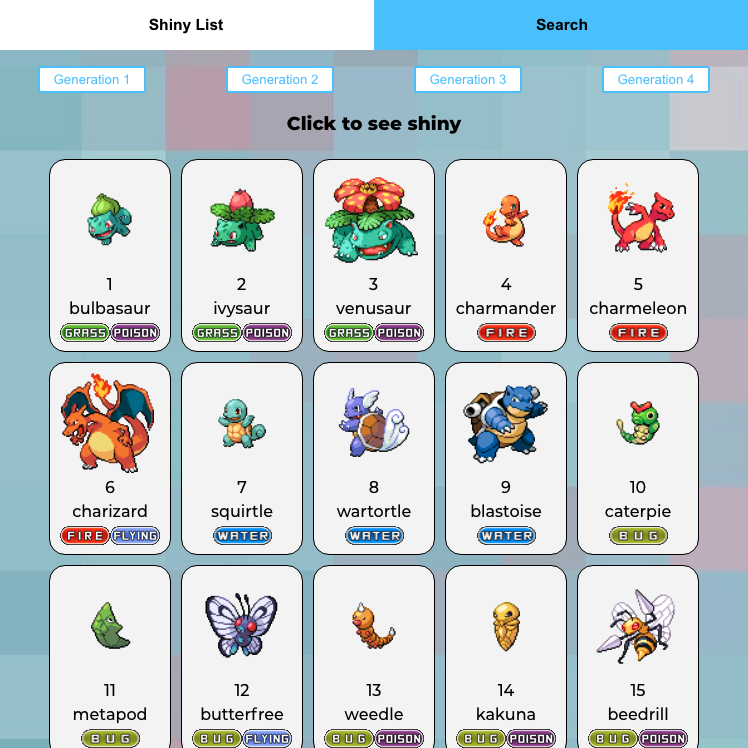 Shiny List Search
Generation 1 Generation 2 Generation 3 Generation 4
Click to see shiny
1 2 3 4 5
bulbasaur ivysaur venusaur charmander charmeleon
GRASS POISON GRASS POISON GRASS POISON FIRE FIRE
6 7 8 9 10
charizard squirtle wartortle blastoise caterpie
FIRE FLYING WATER WATER WATER BUG
11 12 13 14 15
metapod butterfree weedle kakuna beedrill
BUG BUG FLYING BUG POISON BUG POISON BUG POISON